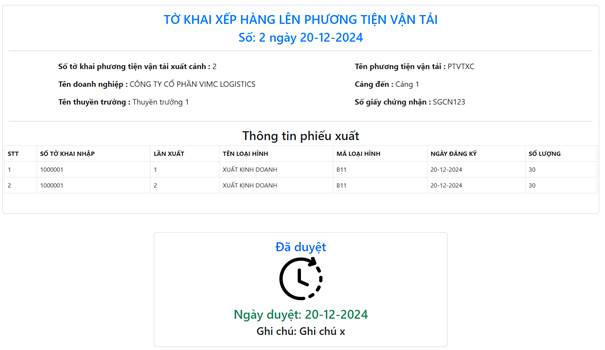 TỜ KHAI XẾP HÀNG LÊN PHƯƠNG TIỆN VẬN TẢI
Số: 2 ngày 20-12-2024
Số tờ khai phương tiện vận tải xuất cảnh : 2
Tên phương tiện vận tải : PTVTXC
Tên doanh nghiệp : CÔNG TY CỔ PHẦN VIMC LOGISTICS
Cảng đến : Cảng 1
Tên thuyền trưởng : Thuyền trưởng 1
Số giấy chứng nhận : SGCN123
Thông tin phiếu xuất
STT SỐ TỜ KHAI NHẬP LẦN XUẤT TÊN LOẠI HÌNH MÃ LOẠI HÌNH NGÀY ĐĂNG KÝ SỐ LƯỢNG
1 1000001 1 XUẤT KINH DOANH B11 20-12-2024 30
2 1000001 2 XUẤT KINH DOANH B11 20-12-2024 30
Đã duyệt
Ngày duyệt: 20-12-2024
Ghi chú: Ghi chú x